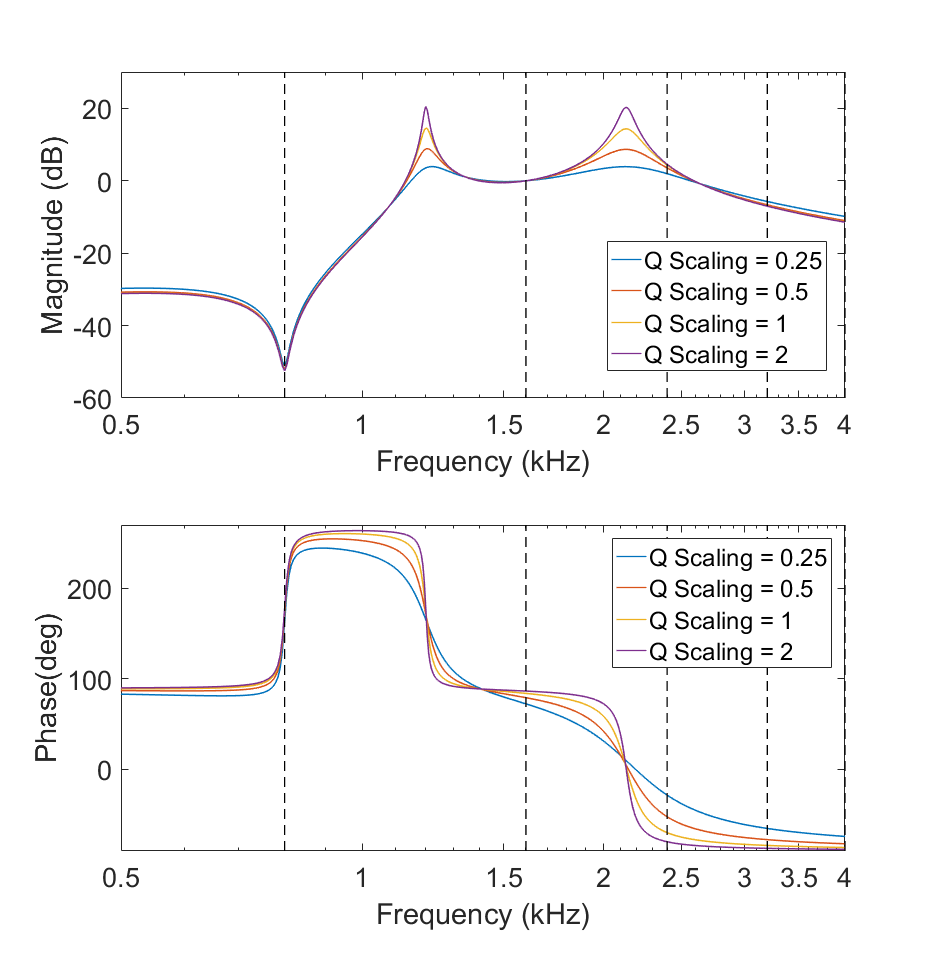 20
0
-20
-40
-60
Magnitude (dB)
Q Scaling = 0.25
Q Scaling = 0.5
Q Scaling = 1
Q Scaling = 2
0.5 1 1.5 2 2.5 3 3.5 4
Frequency (kHz)
200
100
0
Phase(deg)
Q Scaling = 0.25
Q Scaling = 0.5
Q Scaling = 1
Q Scaling = 2
0.5 1 1.5 2 2.5 3 3.5 4
Frequency (kHz)